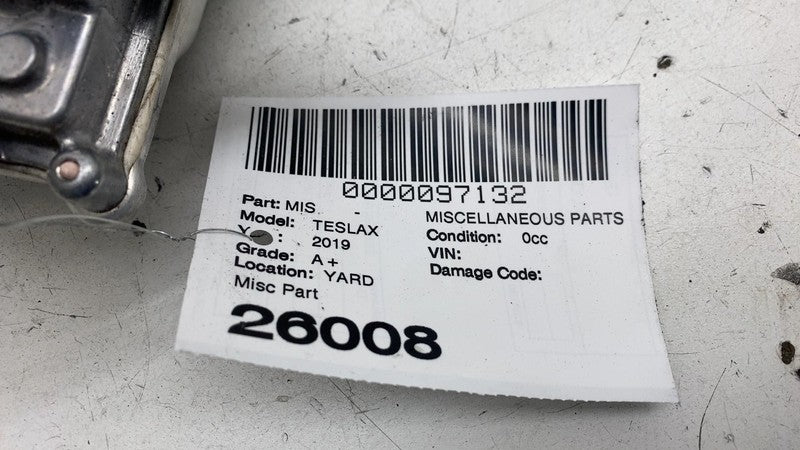 0000097132
Part: MIS -
MISCELLANEOUS PARTS
Model: TESLAX
Condition: 0cc
Y : 2019
VIN:
Grade: A+
Damage Code:
Location: YARD
Misc Part
26008